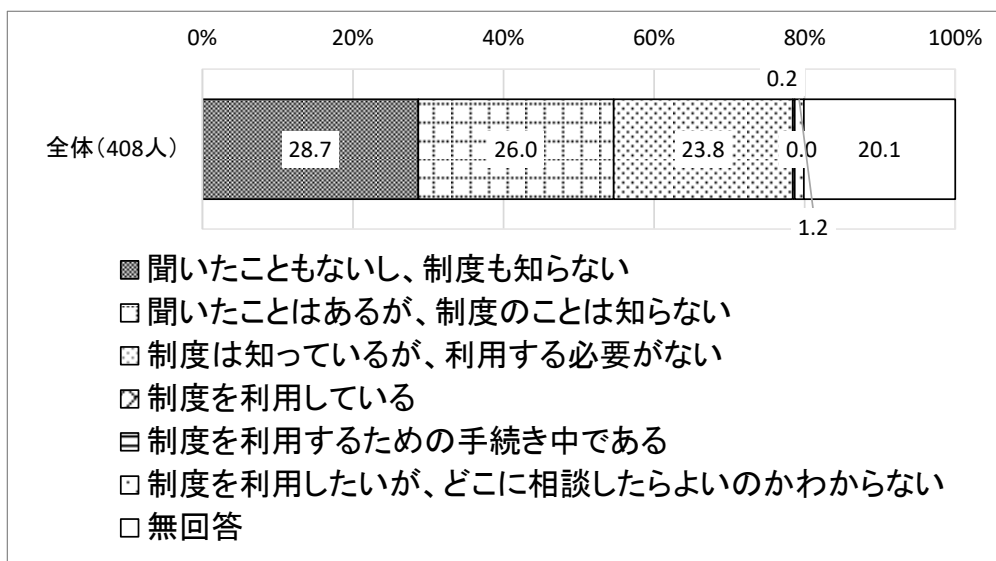 0% 20% 40% 60% 80% 100%
0.2
全体(408人) 28.7 26.0 23.8 0.0 20.1
1.2
聞いたこともないし、制度も知らない
聞いたことはあるが、制度のことは知らない
制度は知っているが、利用する必要がない
制度を利用している
制度を利用するための手続き中である
制度を利用したいが、どこに相談したらよいのかわからない
無回答